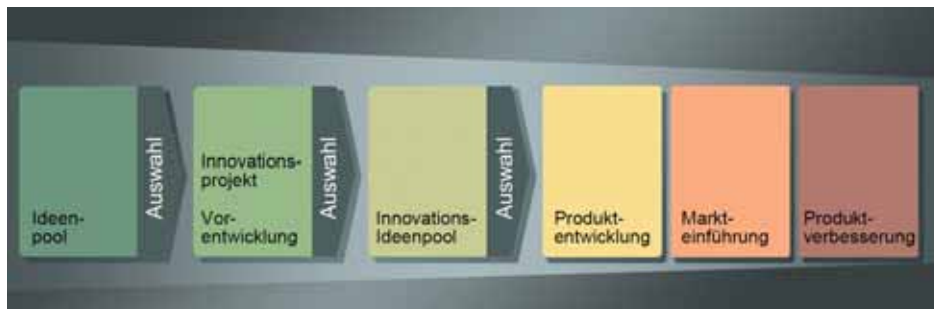 Ideen-
pool
Auswahl
Innovations-
projekt
Vor-
entwicklung
Auswahl
Innovations-
Ideenpool
Auswahl
Produkt-
entwicklung
Markt-
einführung
Produkt-
verbesserung